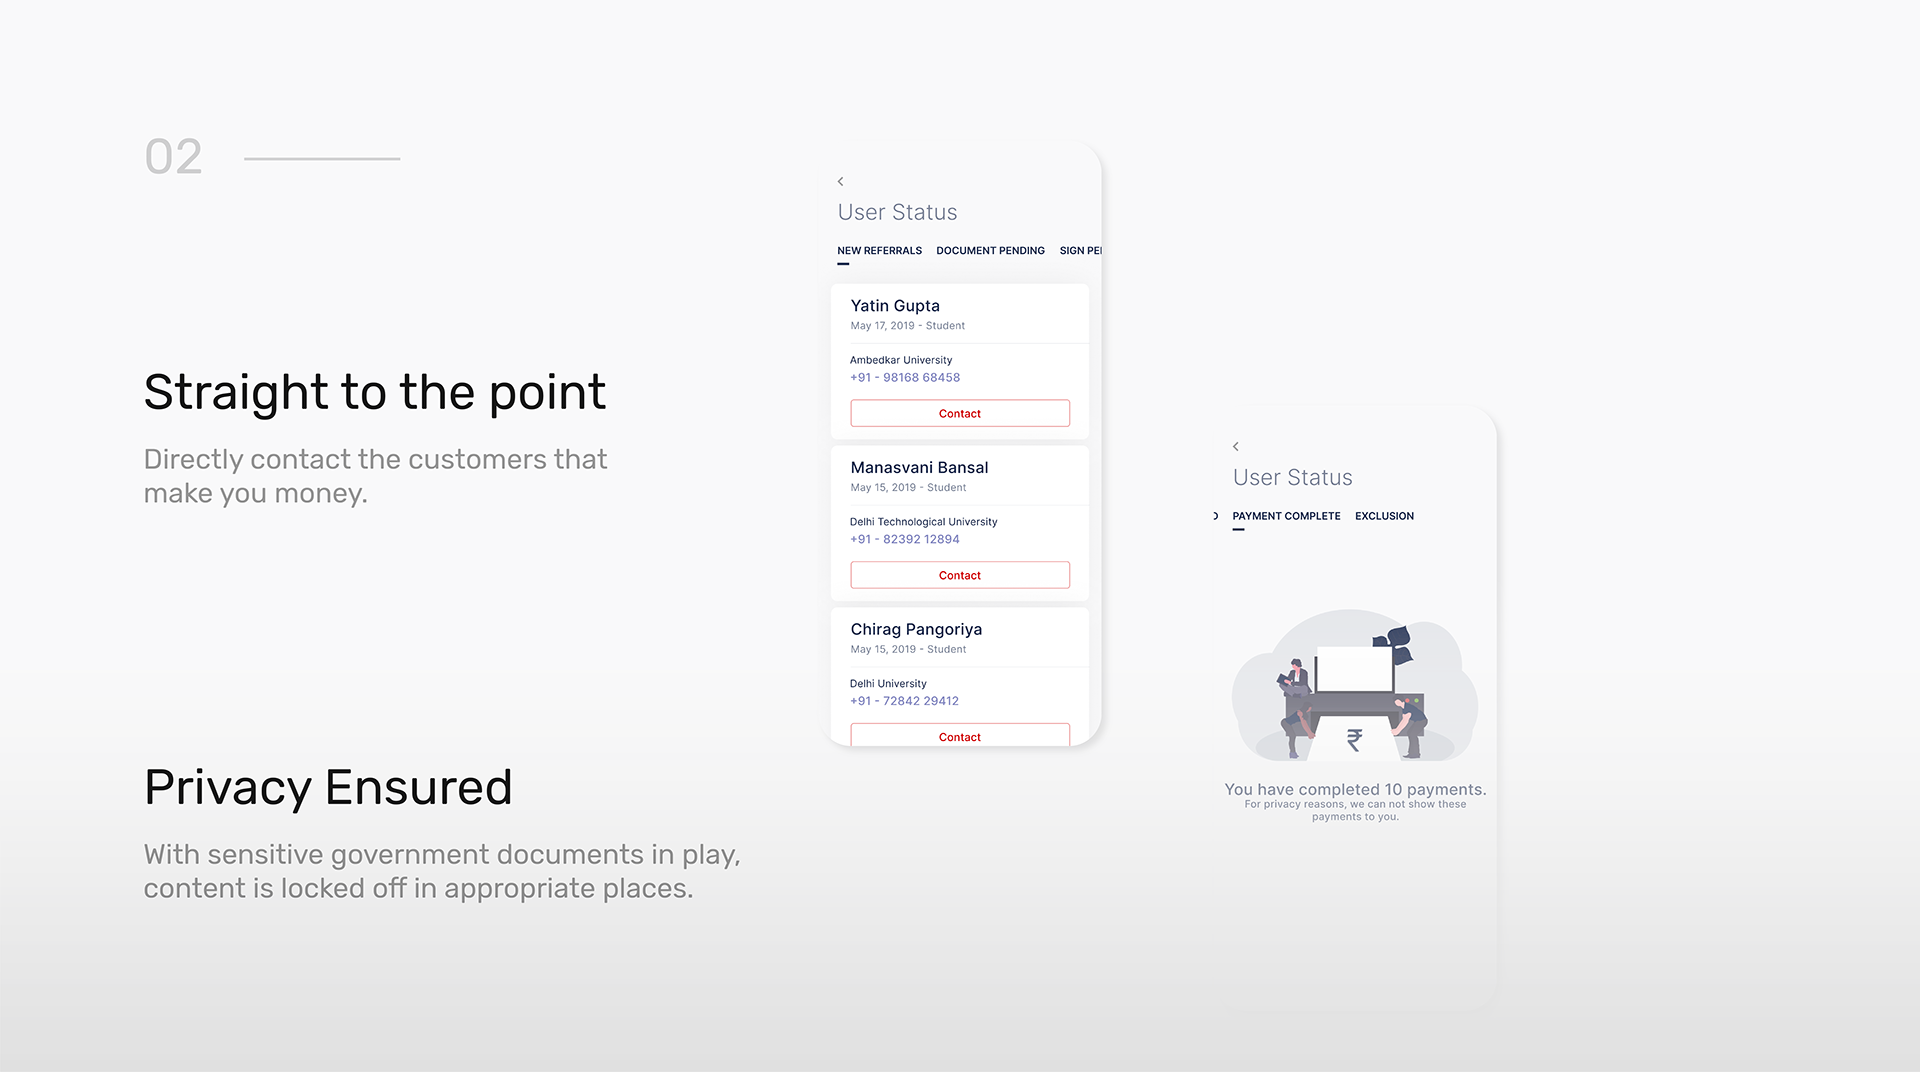 02
Straight to the point
Directly contact the customers that
make you money.
Privacy Ensured
With sensitive government documents in play,
content is locked off in appropriate places.
User Status
NEW REFERRALS DOCUMENT PENDING SIGN
Yatin Gupta
May 17, 2019 - Student
Ambedkar University
+91 - 98168 68458
Contact
Manasvani Bansal
May 15, 2019 - Student
Delhi Technological University
+91 - 82392 12894
Contact
Chirag Pangoriya
May 15, 2019 - Student
Delhi University
+91 - 72842 29412
Contact
User Status
PAYMENT COMPLETE EXCLUSION
₹
You have completed 10 payments.
For privacy reasons, we can not show these
payments to you.